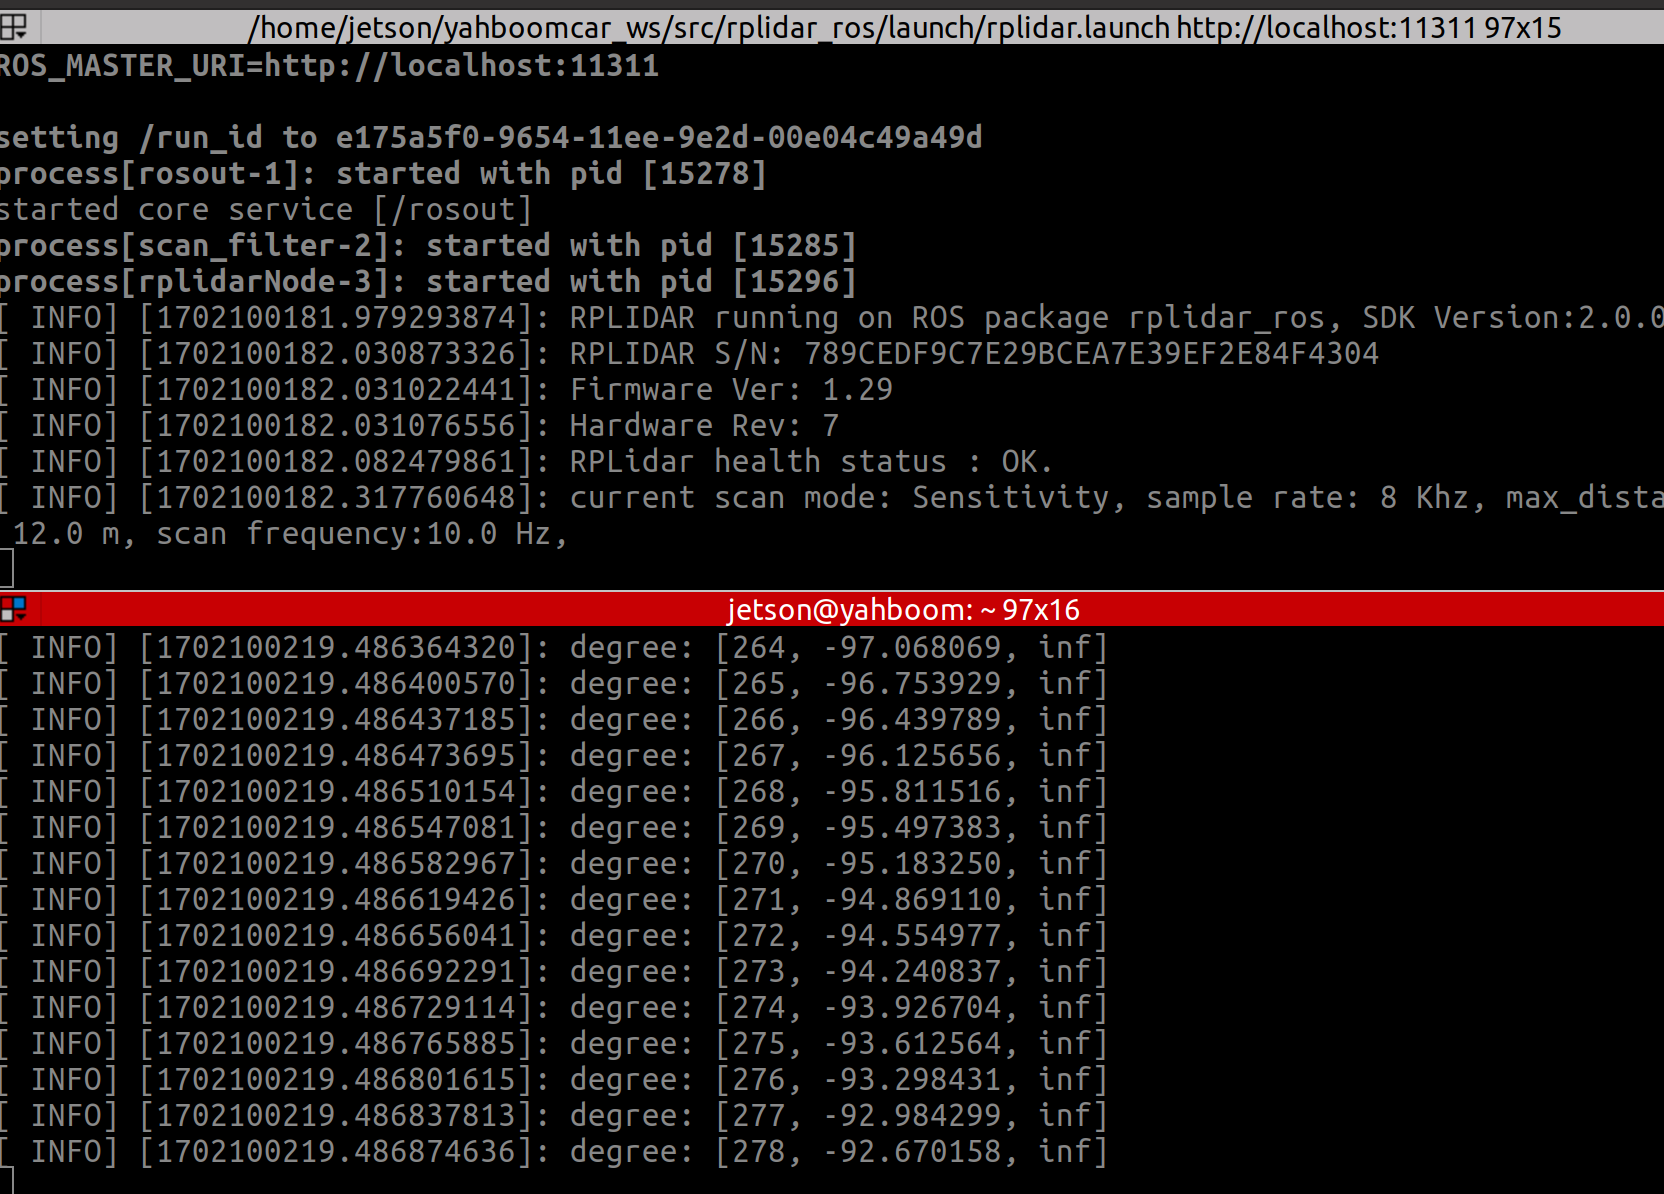 /home/jetson/yahboomcar_ws/src/rplidar_ros/launch/rplidar.launch http://localhost:11311 97x15
ROS_MASTER_URI=http://localhost:11311
setting /run_id to e175a5f0-9654-11ee-9e2d-00e04c49a49d
process[rosout-1]: started with pid [15278]
started core service [/rosout]
process[scan_filter-2]: started with pid [15285]
process[rplidarNode-3]: started with pid [15296]
[ INFO] [1702100181.979293874]: RPLIDAR running on ROS package rplidar_ros, SDK Version:2.0.0
[ INFO] [1702100182.030873326]: RPLIDAR S/N: 789CEDF9C7E29BCEA7E39EF2E84F4304
[ INFO] [1702100182.031022441]: Firmware Ver: 1.29
[ INFO] [1702100182.031076556]: Hardware Rev: 7
[ INFO] [1702100182.082479861]: RPLidar health status : OK.
[ INFO] [1702100182.317760648]: current scan mode: Sensitivity, sample rate: 8 Khz, max_dista
12.0 m, scan frequency:10.0 Hz,
jetson@yahboom: ~ 97x16
[ INFO] [1702100219.486364320]: degree: [264, -97.068069, inf]
[ INFO] [1702100219.486400570]: degree: [265, -96.753929, inf]
[ INFO] [1702100219.486437185]: degree: [266, -96.439789, inf]
[ INFO] [1702100219.486473695]: degree: [267, -96.125656, inf]
[ INFO] [1702100219.486510154]: degree: [268, -95.811516, inf]
[ INFO] [1702100219.486547081]: degree: [269, -95.497383, inf]
[ INFO] [1702100219.486582967]: degree: [270, -95.183250, inf]
[ INFO] [1702100219.486619426]: degree: [271, -94.869110, inf]
[ INFO] [1702100219.486656041]: degree: [272, -94.554977, inf]
[ INFO] [1702100219.486692291]: degree: [273, -94.240837, inf]
[ INFO] [1702100219.486729114]: degree: [274, -93.926704, inf]
[ INFO] [1702100219.486765885]: degree: [275, -93.612564, inf]
[ INFO] [1702100219.486801615]: degree: [276, -93.298431, inf]
[ INFO] [1702100219.486837813]: degree: [277, -92.984299, inf]
[ INFO] [1702100219.486874636]: degree: [278, -92.670158, inf]